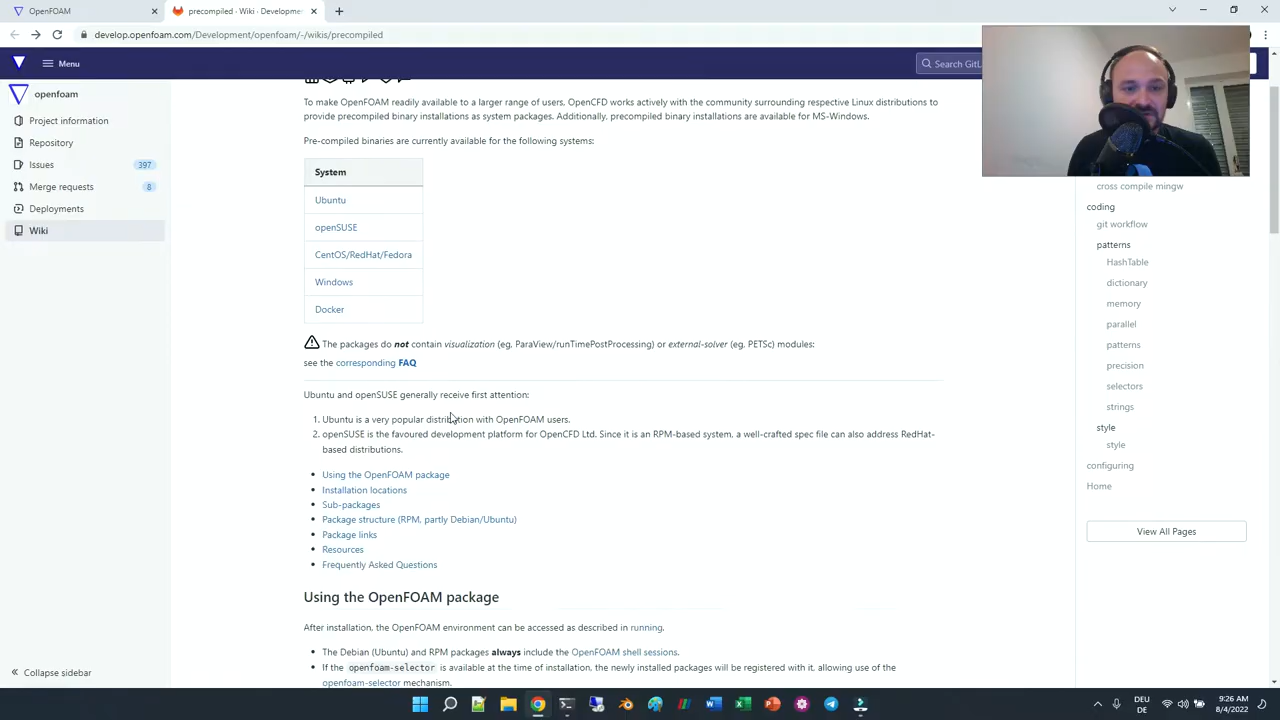 OpenFOAM
precompiled · Wiki · Developme
develop.openfoam.com/Development/openfoam/-/wikis/precompiled
Menu
Search GitL
openfoam
Project information
Repository
Issues 397
Merge requests 8
Deployments
Wiki
Collapse sidebar
To make OpenFOAM readily available to a larger range of users, OpenCFD works actively with the community surrounding respective Linux distributions to
provide precompiled binary installations as system packages. Additionally, precompiled binary installations are available for MS-Windows.
Pre-compiled binaries are currently available for the following systems:
System
Ubuntu
openSUSE
CentOS/RedHat/Fedora
Windows
Docker
The packages do not contain visualization (eg, ParaView/runTimePostProcessing) or external-solver (eg, PETSc) modules:
see the corresponding FAQ
Ubuntu and openSUSE generally receive first attention:
1. Ubuntu is a very popular distribution with OpenFOAM users.
2. openSUSE is the favoured development platform for OpenCFD Ltd. Since it is an RPM-based system, a well-crafted spec file can also address RedHat-
based distributions.
• Using the OpenFOAM package
• Installation locations
• Sub-packages
• Package structure (RPM, partly Debian/Ubuntu)
• Package links
• Resources
• Frequently Asked Questions
Using the OpenFOAM package
After installation, the OpenFOAM environment can be accessed as described in running.
• The Debian (Ubuntu) and RPM packages always include the OpenFOAM shell sessions.
• If the openfoam-selector is available at the time of installation, the newly installed packages will be registered with it, allowing use of the
openfoam-selector mechanism.
cross compile mingw
coding
git workflow
patterns
HashTable
dictionary
memory
parallel
patterns
precision
selectors
strings
style
style
configuring
Home
View All Pages
DEU
DE
9:26 AM
8/4/2022